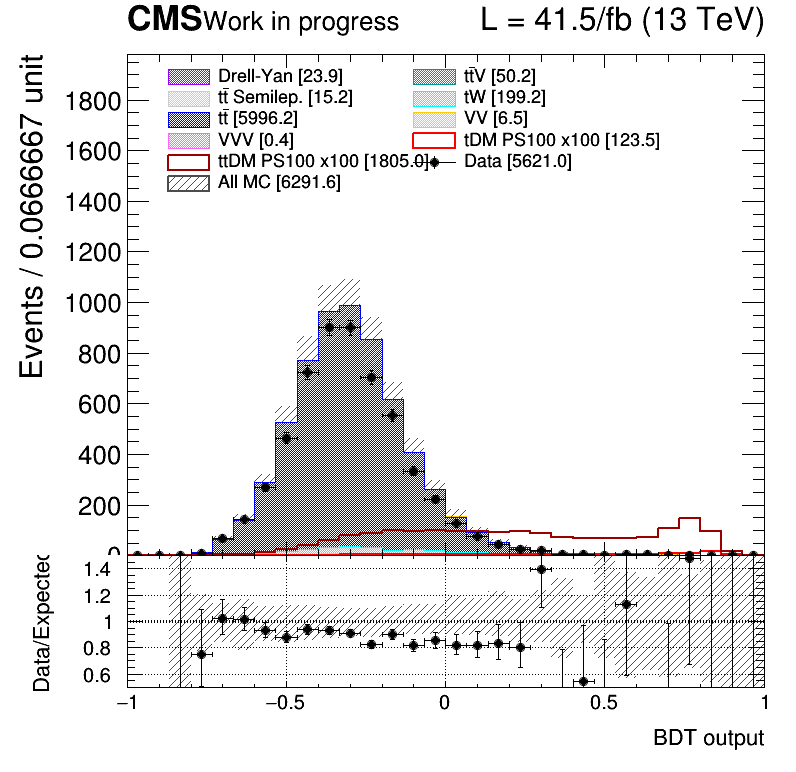 CMS Work in progress L = 41.5/fb (13 TeV)
Events / 0.0666667 unit
1800
1600
1400
1200
1000
800
600
400
200
0
Drell-Yan [23.9] tt̄V [50.2]
tt̄ Semilep. [15.2] tW [199.2]
tt̄ [5996.2] VV [6.5]
VVV [0.4] tDM PS100 x100 [123.5]
ttDM PS100 x100 [1805.0] Data [5621.0]
All MC [6291.6]
Data/Expected
1.4
1.2
1
0.8
0.6
−1 −0.5 0 0.5 1
BDT output